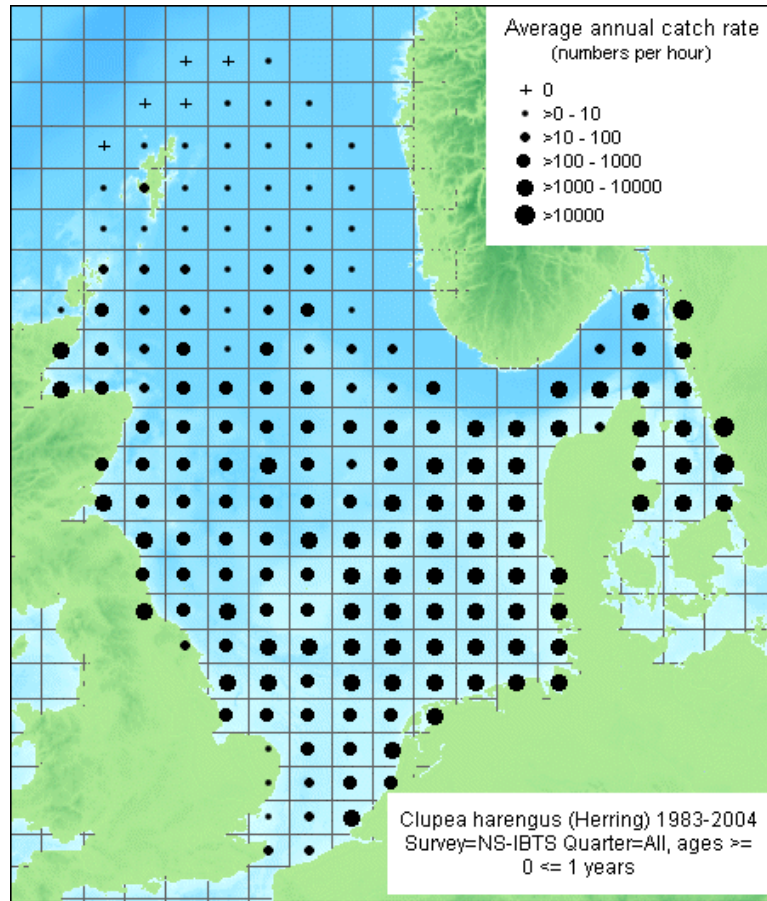 Average annual catch rate
(numbers per hour)
+ 0
>0 - 10
>10 - 100
>100 - 1000
>1000 - 10000
>10000
Clupea harengus (Herring) 1983-2004
Survey=NS-IBTS Quarter=All, ages >=
0 <= 1 years